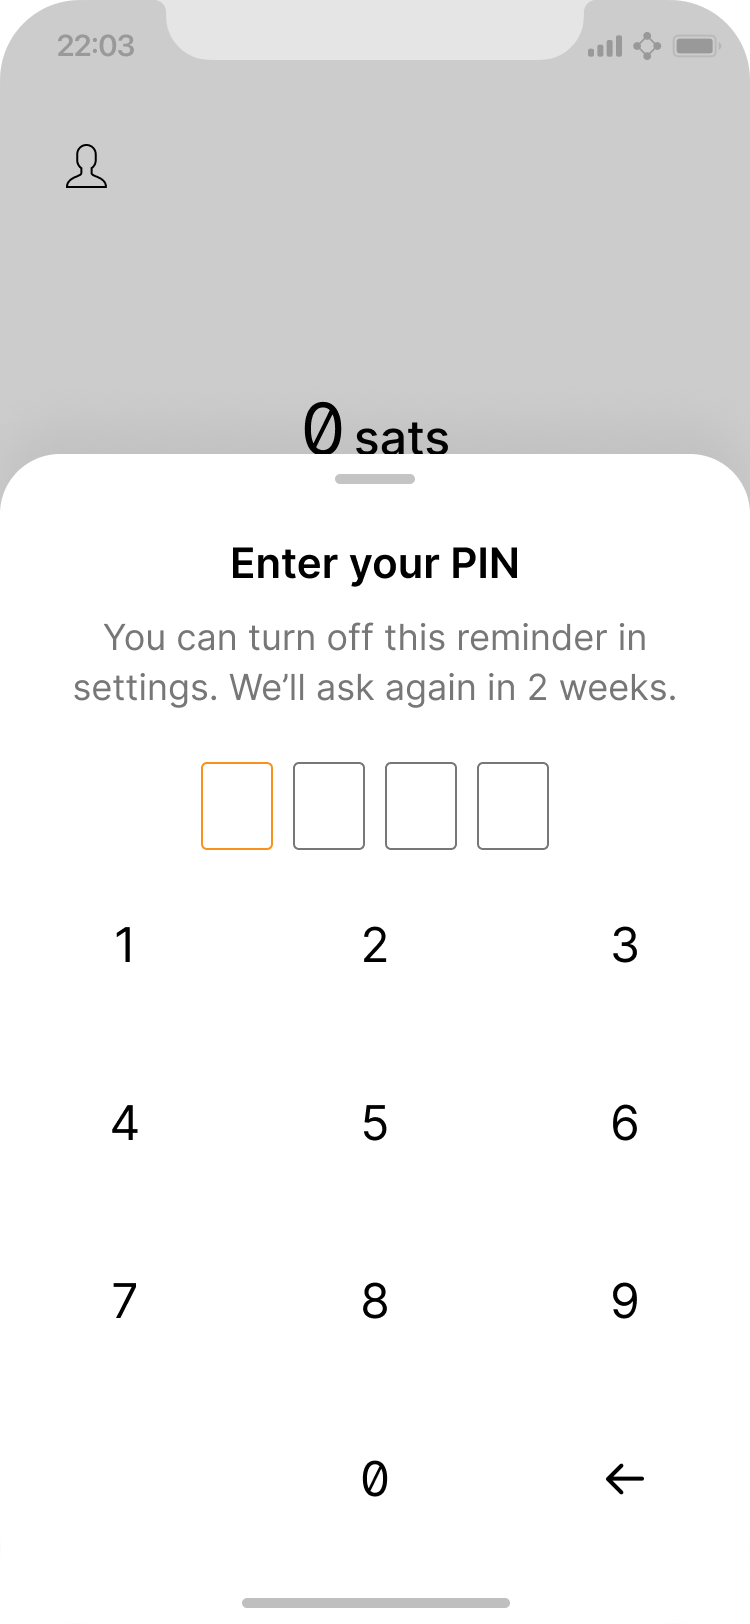 22:03
0 sats
Enter your PIN
You can turn off this reminder in
settings. We’ll ask again in 2 weeks.
1 2 3
4 5 6
7 8 9
0